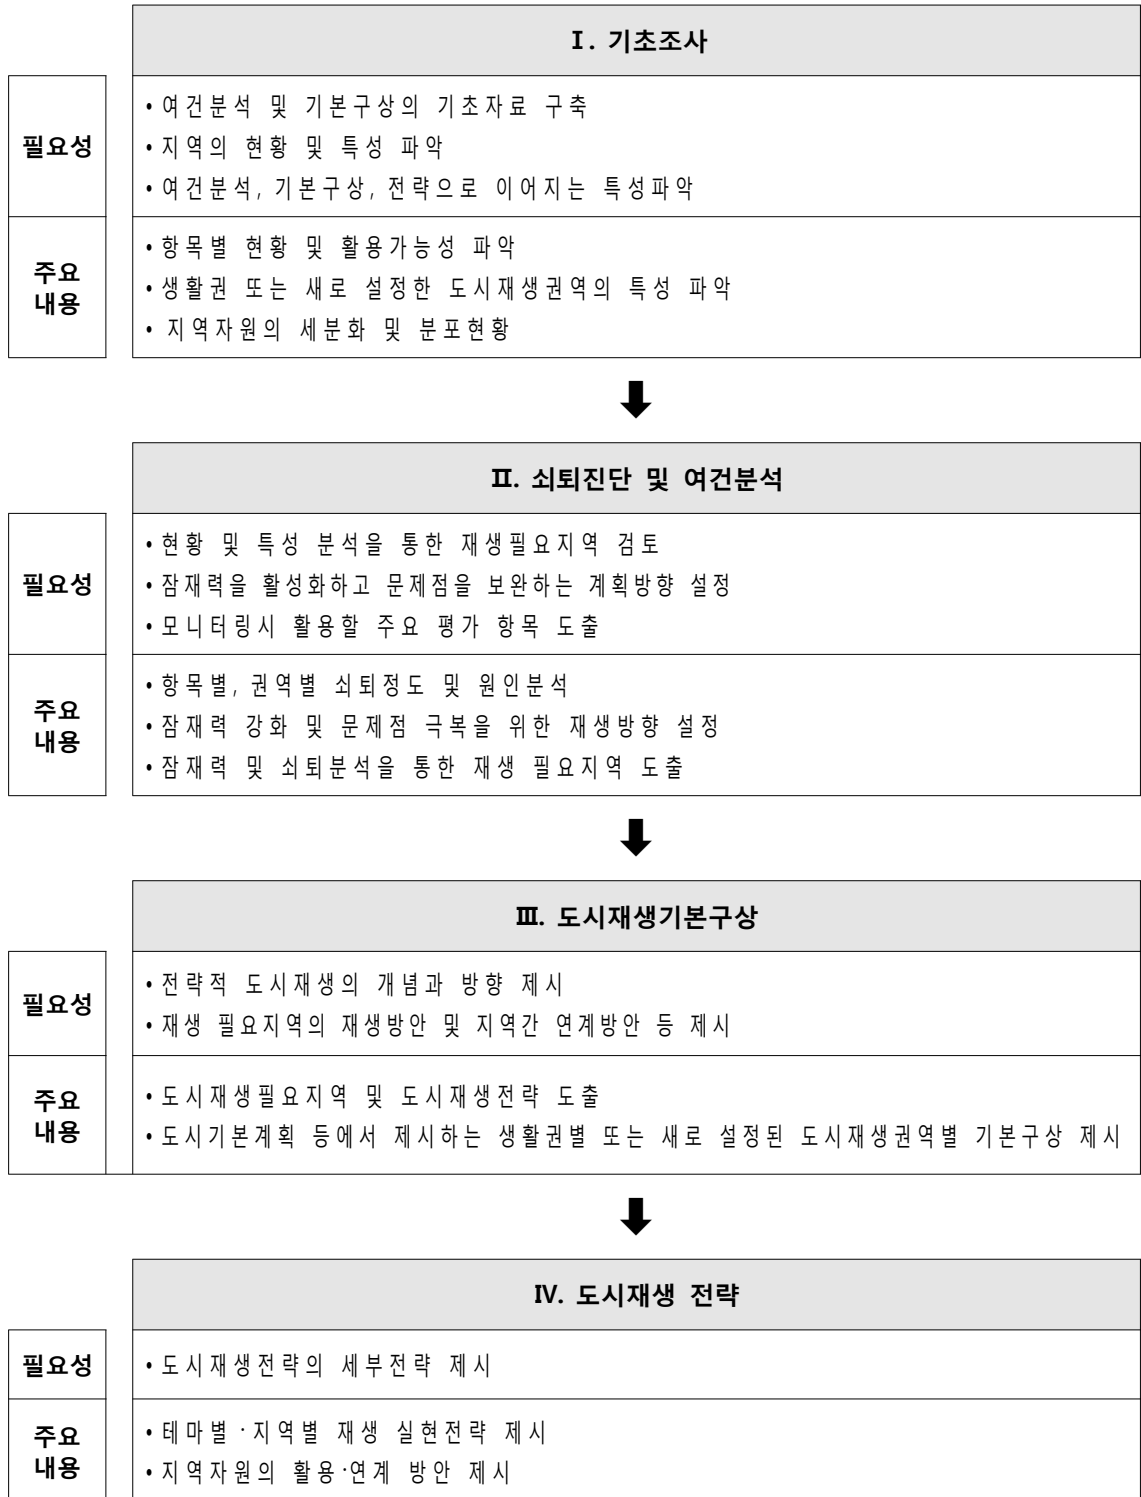 Ⅰ. 기초조사
필요성
• 여건분석 및 기본구상의 기초자료 구축
• 지역의 현황 및 특성 파악
• 여건분석, 기본구상, 전략으로 이어지는 특성파악
주요
내용
• 항목별 현황 및 활용가능성 파악
• 생활권 또는 새로 설정한 도시재생권역의 특성 파악
• 지역자원의 세분화 및 분포현황
Ⅱ. 쇠퇴진단 및 여건분석
필요성
• 현황 및 특성 분석을 통한 재생필요지역 검토
• 잠재력을 활성화하고 문제점을 보완하는 계획방향 설정
• 모니터링시 활용할 주요 평가 항목 도출
주요
내용
• 항목별, 권역별 쇠퇴정도 및 원인분석
• 잠재력 강화 및 문제점 극복을 위한 재생방향 설정
• 잠재력 및 쇠퇴분석을 통한 재생 필요지역 도출
Ⅲ. 도시재생기본구상
필요성
• 전략적 도시재생의 개념과 방향 제시
• 재생 필요지역의 재생방안 및 지역간 연계방안 등 제시
주요
내용
• 도시재생필요지역 및 도시재생전략 도출
• 도시기본계획 등에서 제시하는 생활권별 또는 새로 설정된 도시재생권역별 기본구상 제시
Ⅳ. 도시재생 전략
필요성
• 도시재생전략의 세부전략 제시
주요
내용
• 테마별·지역별 재생 실현전략 제시
• 지역자원의 활용·연계 방안 제시